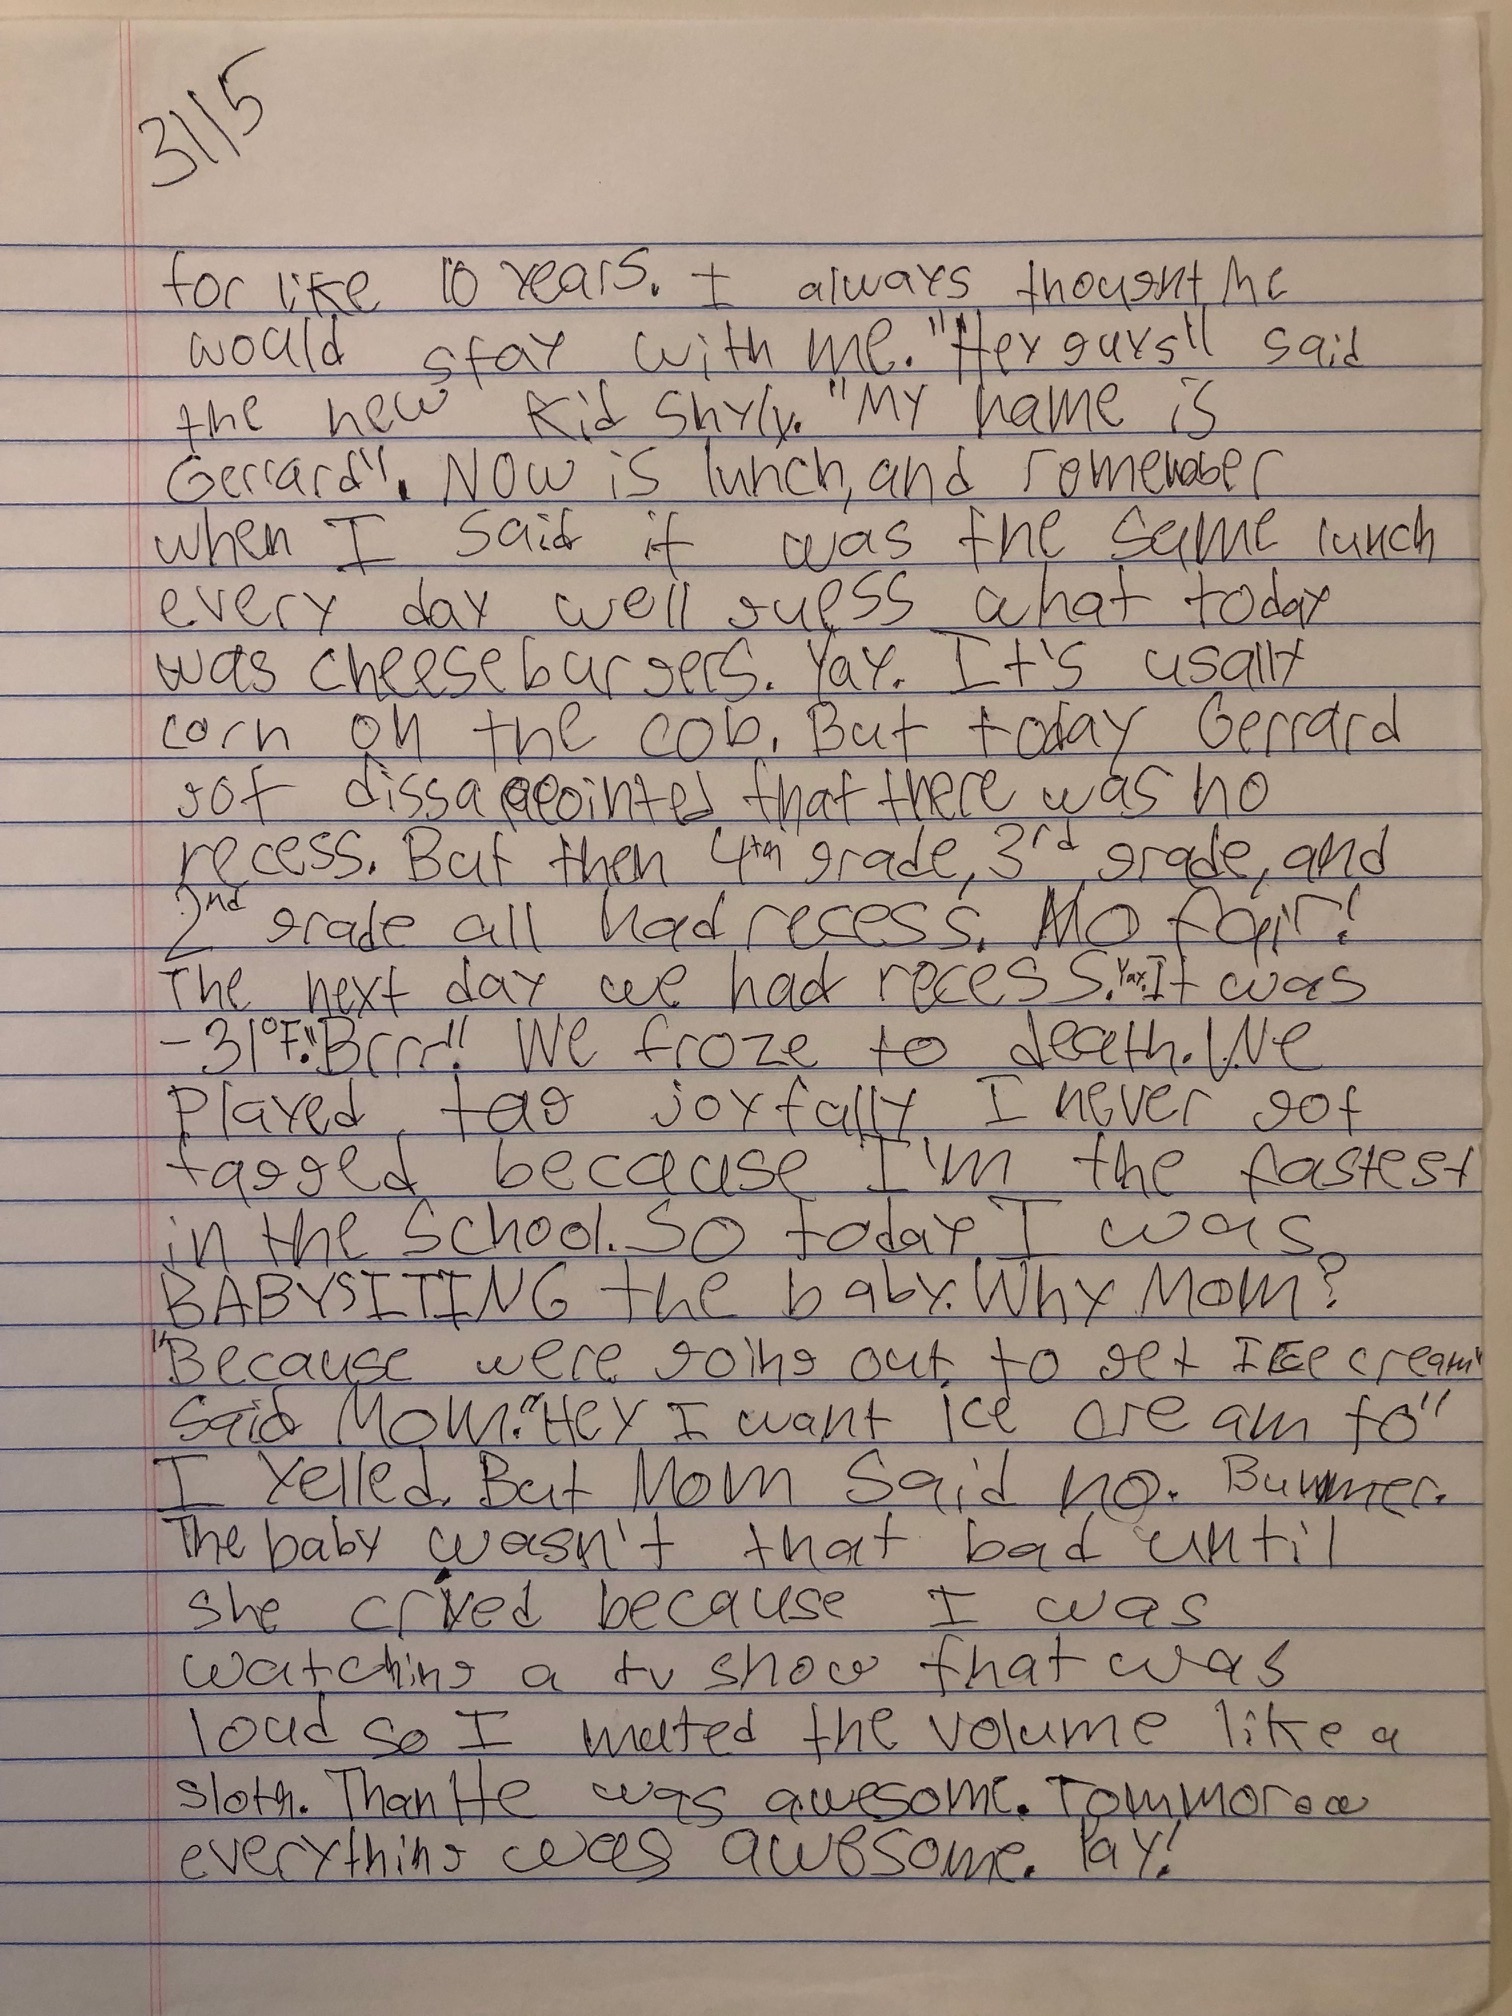 3/15
for like 10 years. I always thought he
would stay with me. "Hey guys" said
the new kid shyly. "My name is
Gerrard". Now is lunch, and remember
when I said it was the same lunch
every day well guess what today
was cheeseburgers. Yay. It's usally
corn on the cob. But today Gerrard
got dissappointed that there was no
recess. But then 4th grade, 3rd grade, and
2nd grade all had recess. No fair!
The next day we had recess. Yay. It was
-31°F. "Brrr"! We froze to death. We
played tag joyfully I never got
tagged because I'm the fastest
in the school. So today I was
BABYSITING the baby. Why Mom?
"Because were going out to get Ice cream"
Said Mom. "Hey I want ice cream to"
I yelled. But Mom said no. Bummer.
The baby wasn't that bad until
she cried because I was
watching a tv show that was
loud so I muted the volume like a
sloth. Than He was awesome. Tommorow
everything was awesome. Yay!